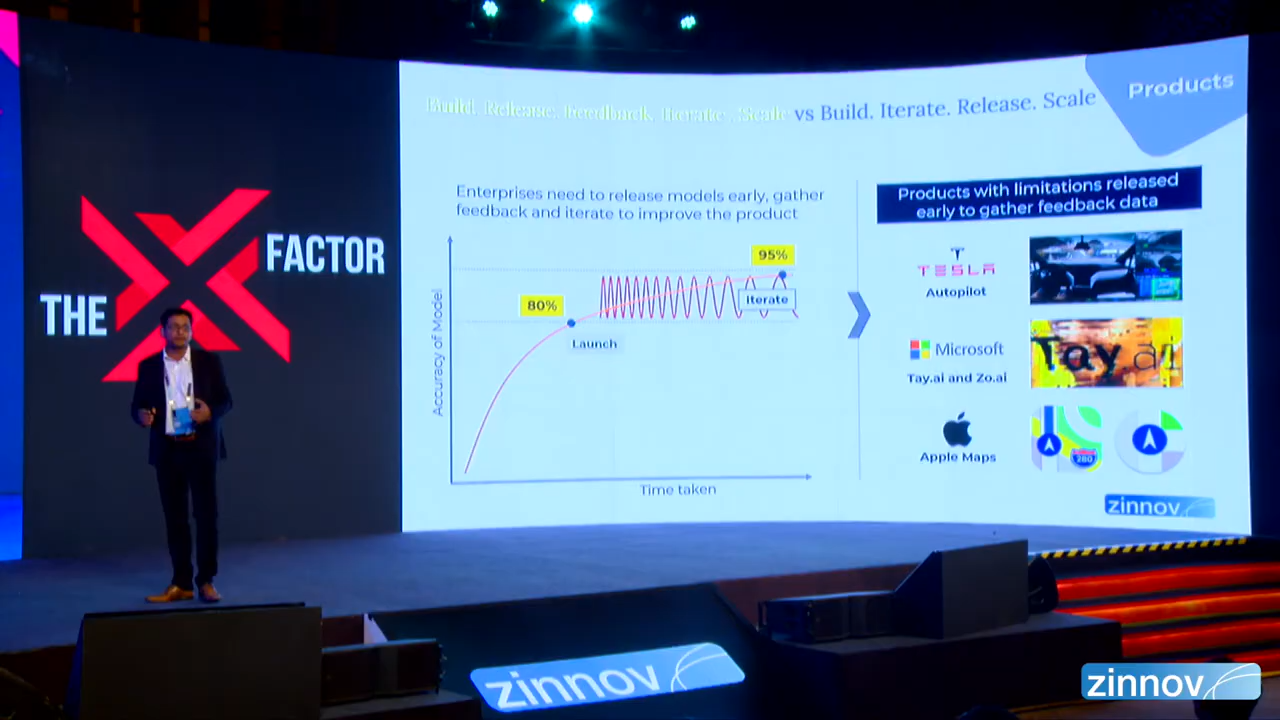 THE
FACTOR
Build. Release. Feedback. Iterate. Scale vs Build. Iterate. Release. Scale
Products
Enterprises need to release models early, gather
feedback and iterate to improve the product
Accuracy of Model
80%
Launch
95%
Iterate
Time taken
Products with limitations released
early to gather feedback data
TESLA
Autopilot
Microsoft
Tay.ai and Zo.ai
Tay ai
Apple Maps
280
zinnov
zinnov
zinnov